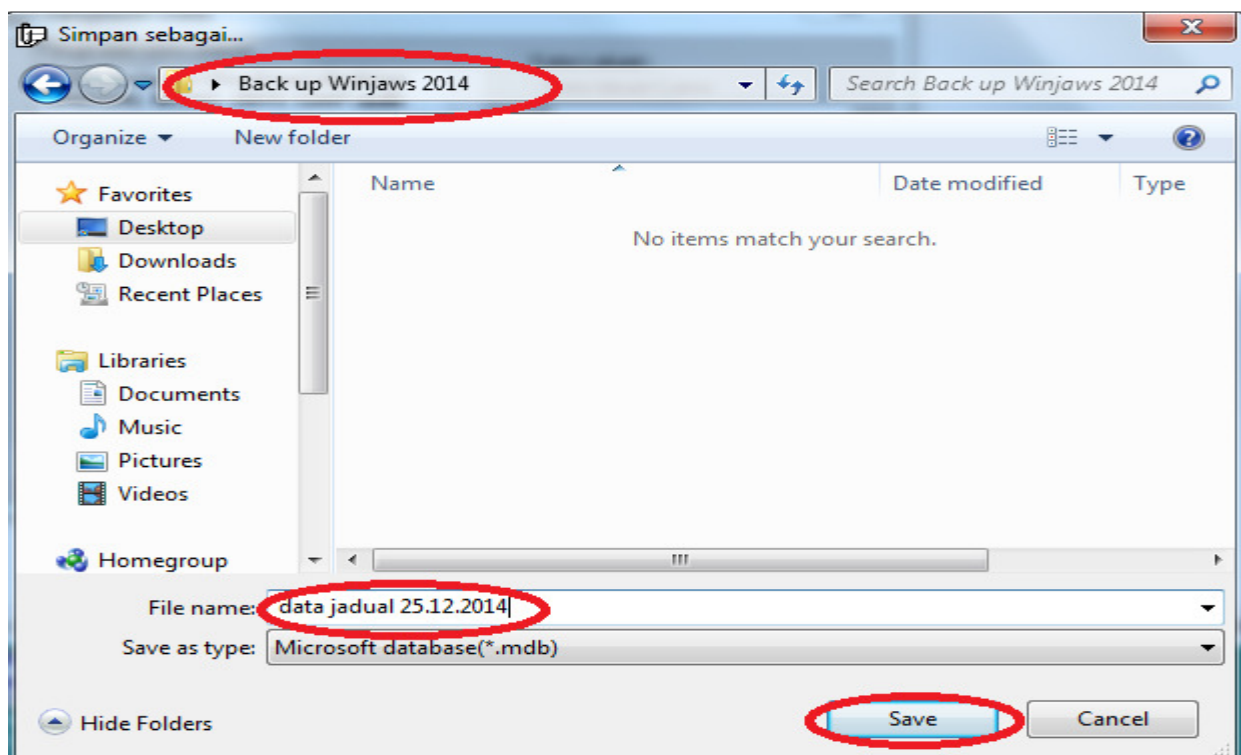 Simpan sebagai...
Back up Winjaws 2014
Search Back up Winjaws 2014
Organize
New folder
Favorites
Desktop
Downloads
Recent Places
Libraries
Documents
Music
Pictures
Videos
Homegroup
Name
Date modified
Type
No items match your search.
File name: data jadual 25.12.2014
Save as type: Microsoft database(*.mdb)
Hide Folders
Save
Cancel